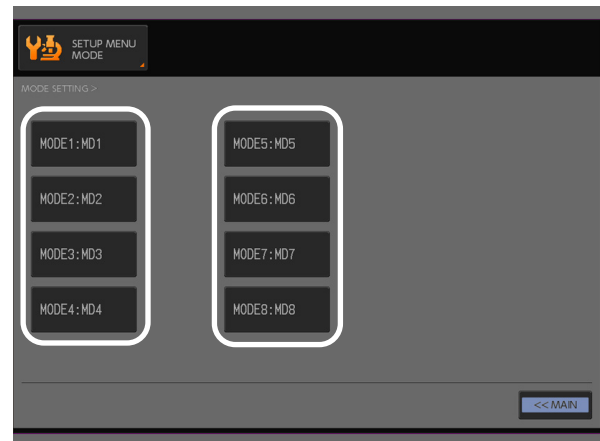 SETUP MENU
MODE
MODE SETTING >
MODE1:MD1
MODE2:MD2
MODE3:MD3
MODE4:MD4
MODE5:MD5
MODE6:MD6
MODE7:MD7
MODE8:MD8
<< MAIN